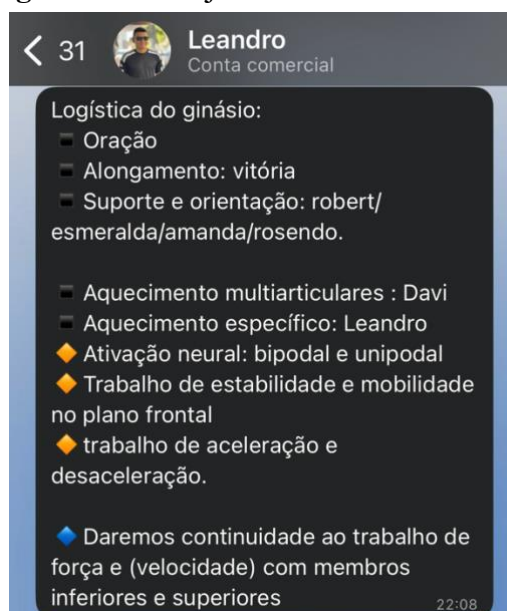 31
Leandro
Conta comercial
Logística do ginásio:
▪️ Oração
▪️ Alongamento: vitória
▪️ Suporte e orientação: robert/
esmeralda/amanda/rosendo.
▪️ Aquecimento multiarticulares : Davi
▪️ Aquecimento específico: Leandro
🔶 Ativação neural: bipodal e unipodal
🔶 Trabalho de estabilidade e mobilidade
no plano frontal
🔶 trabalho de aceleração e
desaceleração.
🔷 Daremos continuidade ao trabalho de
força e (velocidade) com membros
inferiores e superiores
22:08